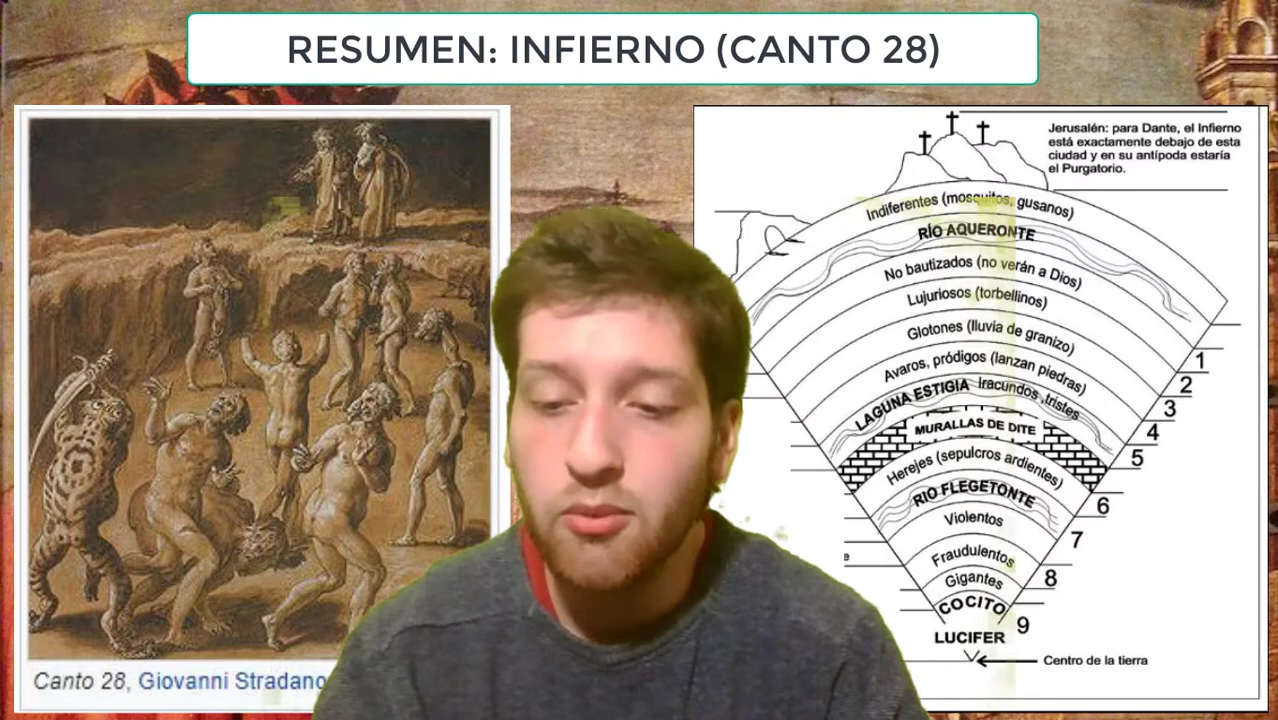 RESUMEN: INFIERNO (CANTO 28)
Canto 28, Giovanni Stradano
Jerusalén: para Dante, el Infierno
está exactamente debajo de esta
ciudad y en su antípoda estaría
el Purgatorio.
Indiferentes (mosquitos, gusanos)
RÍO AQUERONTE
No bautizados (no verán a Dios)
Lujuriosos (torbellinos)
1
Glotones (lluvia de granizo)
2
Avaros, pródigos (lanzan piedras)
3
LAGUNA ESTIGIA Iracundos ,tristes
4
MURALLAS DE DITE
5
Herejes (sepulcros ardientes)
RIO FLEGETONTE
6
Violentos
7
Fraudulentos
8
Gigantes
COCITO
9
LUCIFER
Centro de la tierra
e